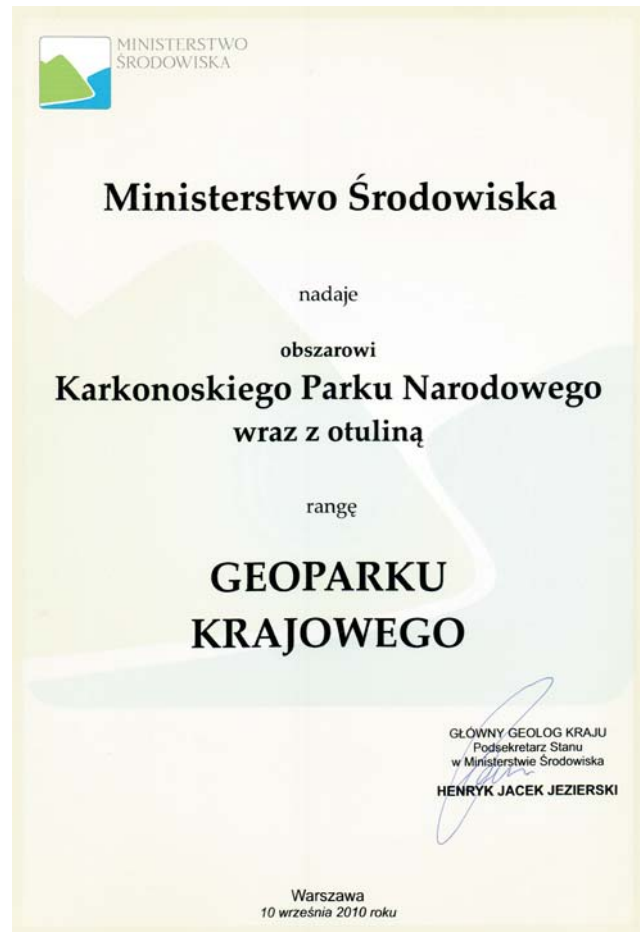 MINISTERSTWO
ŚRODOWISKA
Ministerstwo Środowiska
nadaje
obszarowi
Karkonoskiego Parku Narodowego
wraz z otuliną
rangę
GEOPARKU
KRAJOWEGO
GŁÓWNY GEOLOG KRAJU
Podsekretarz Stanu
w Ministerstwie Środowiska
HENRYK JACEK JEZIERSKI
Warszawa
10 września 2010 roku